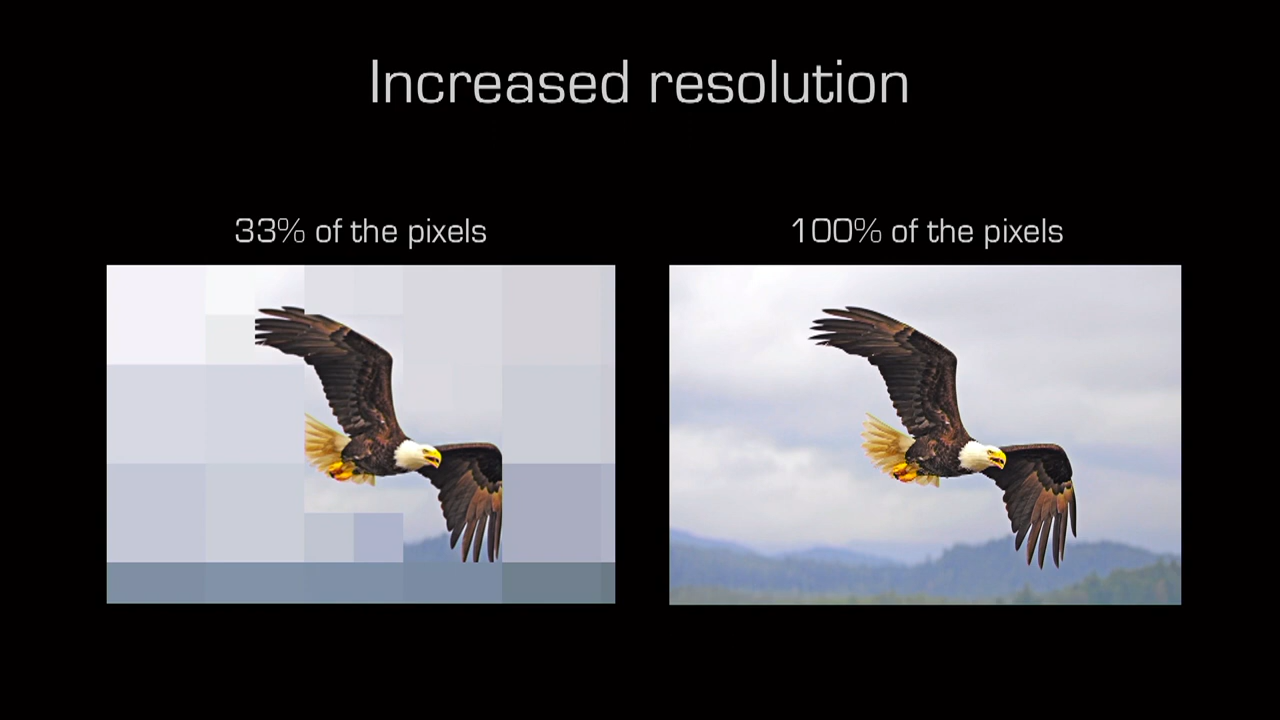 Increased resolution
33% of the pixels
100% of the pixels